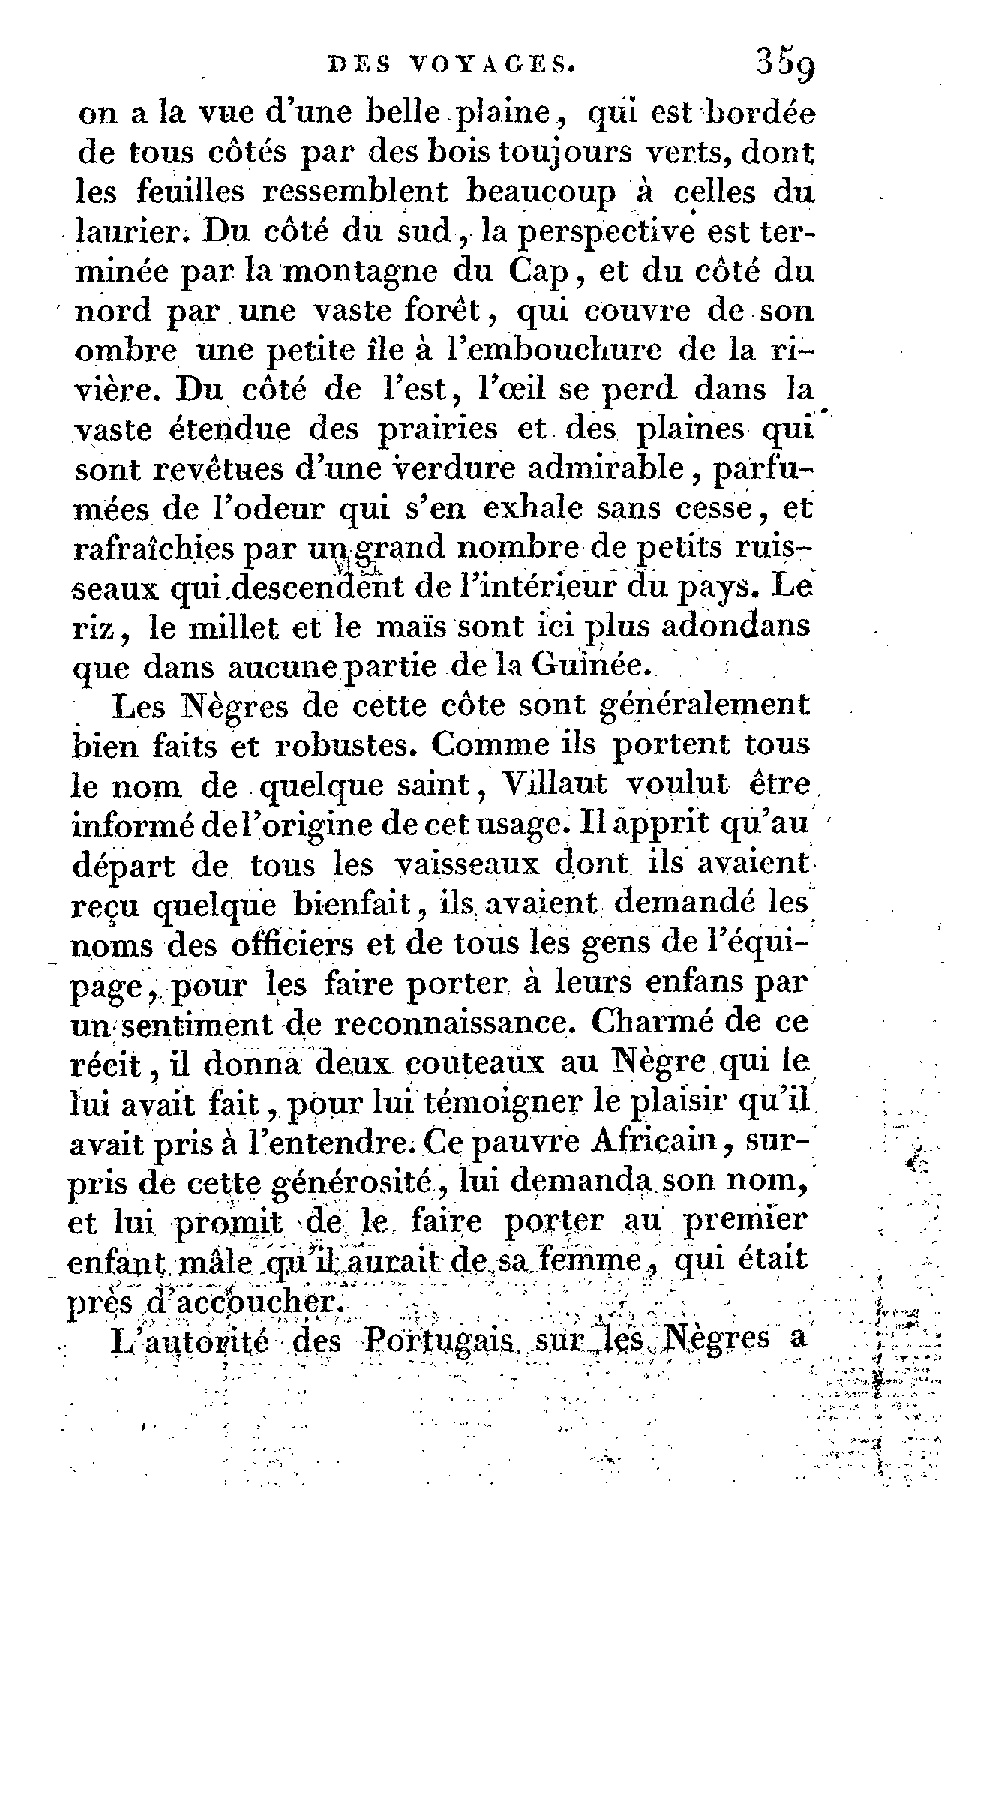 DES VOYAGES. 359
on a la vue d'une belle plaine, qui est bordée
de tous côtés par des bois toujours verts, dont
les feuilles ressemblent beaucoup à celles du
laurier. Du côté du sud, la perspective est ter-
minée par la montagne du Cap, et du côté du
nord par une vaste forêt, qui couvre de son
ombre une petite île à l'embouchure de la ri-
vière. Du côté de l'est, l'œil se perd dans la
vaste étendue des prairies et des plaines qui
sont revêtues d'une verdure admirable, parfu-
mées de l'odeur qui s'en exhale sans cesse, et
rafraîchies par un grand nombre de petits ruis-
seaux qui descendent de l'intérieur du pays. Le
riz, le millet et le maïs sont ici plus adondans
que dans aucune partie de la Guinée.
Les Nègres de cette côte sont généralement
bien faits et robustes. Comme ils portent tous
le nom de quelque saint, Villaut voulut être
informé de l'origine de cet usage. Il apprit qu'au
départ de tous les vaisseaux dont ils avaient
reçu quelque bienfait, ils avaient demandé les
noms des officiers et de tous les gens de l'équi-
page, pour les faire porter à leurs enfans par
un sentiment de reconnaissance. Charmé de ce
récit, il donna deux couteaux au Nègre qui le
lui avait fait, pour lui témoigner le plaisir qu'il
avait pris à l'entendre. Ce pauvre Africain, sur-
pris de cette générosité, lui demanda son nom,
et lui promit de le faire porter au premier
enfant mâle qu'il aurait de sa femme, qui était
près d'accoucher.
L'autorité des Portugais sur les Nègres a